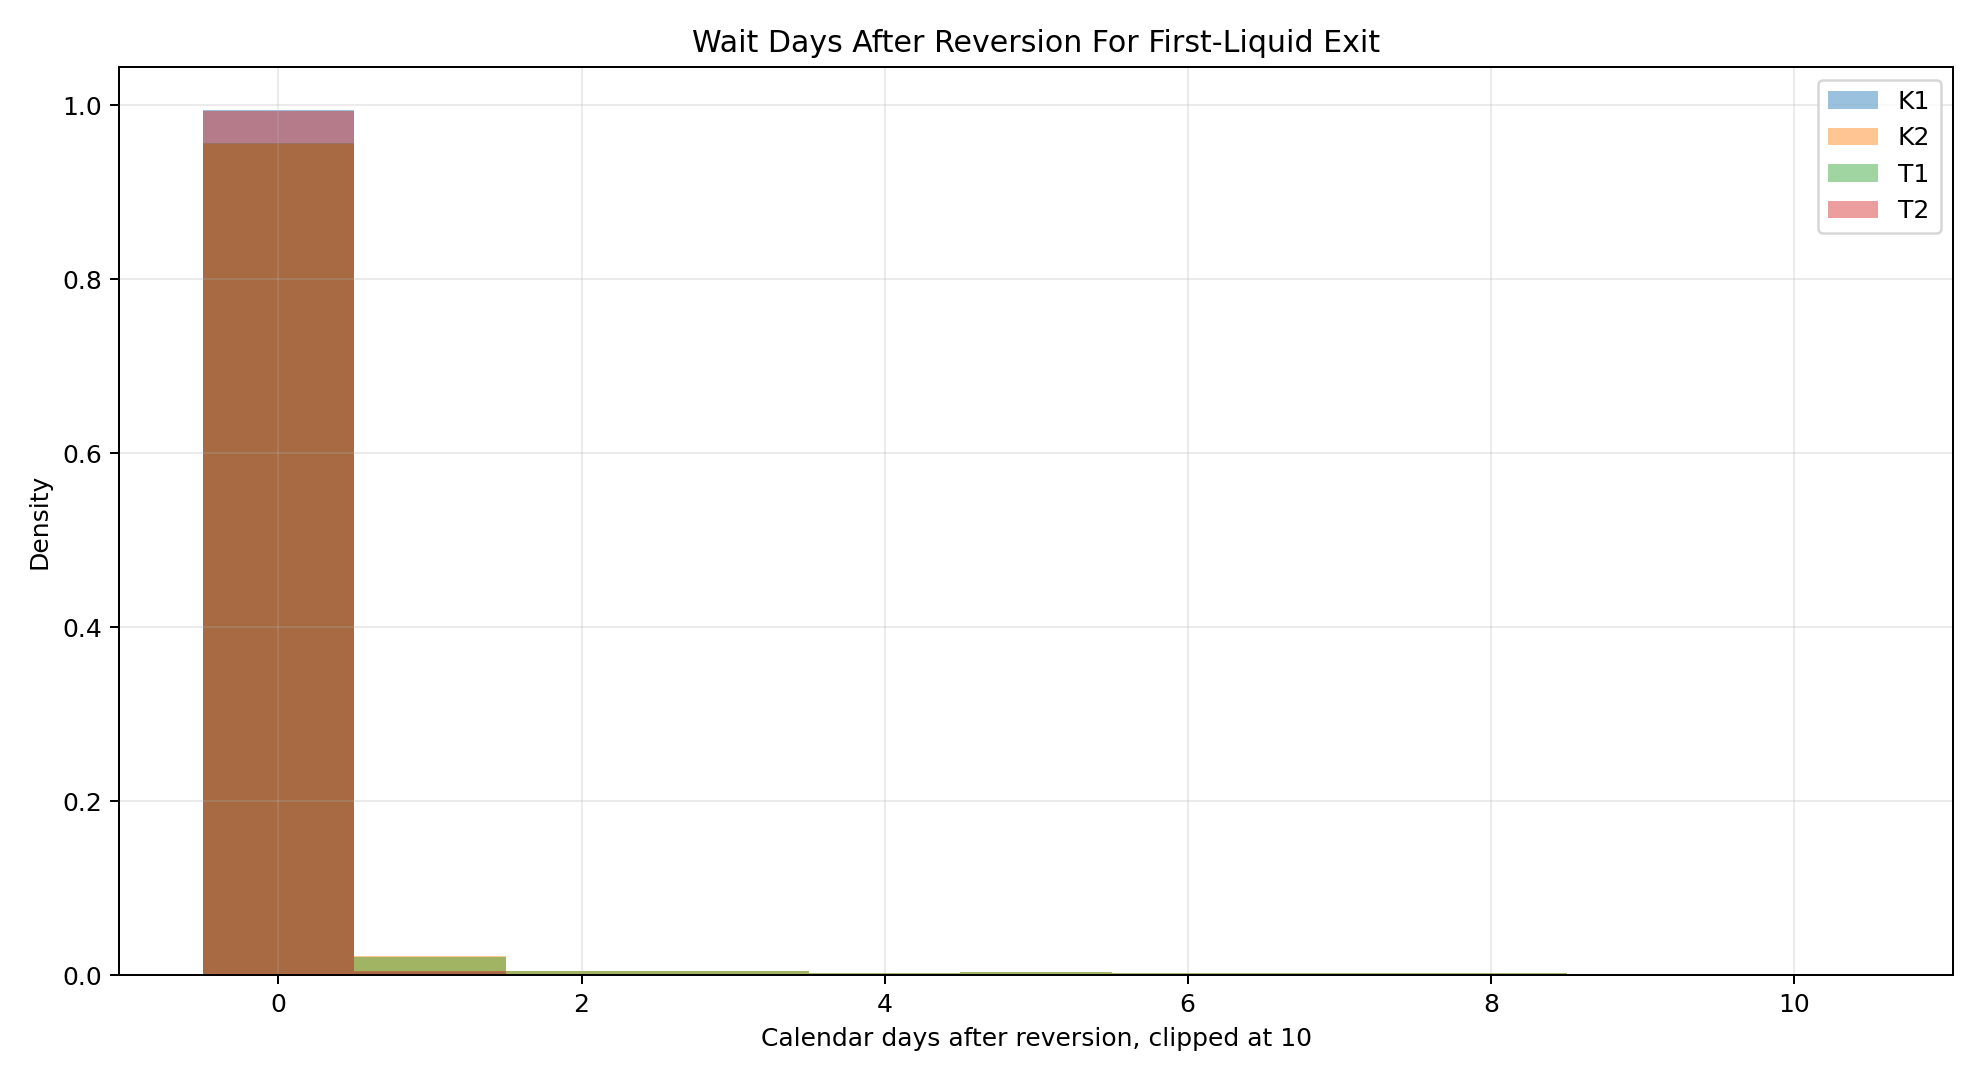 Wait Days After Reversion For First-Liquid Exit
K1
K2
T1
T2
Density
1.0
0.8
0.6
0.4
0.2
0.0
0 2 4 6 8 10
Calendar days after reversion, clipped at 10